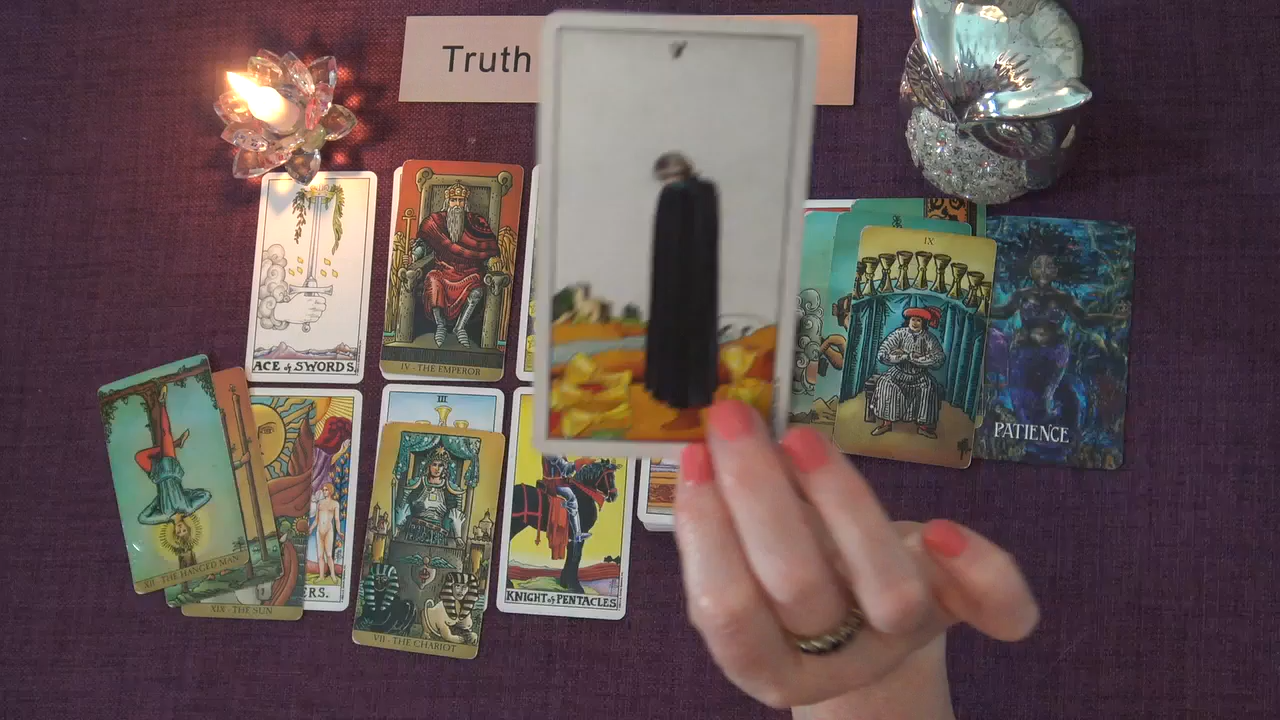 Truth
V
ACE of SWORDS.
IV - THE EMPEROR
IX
PATIENCE
III
XII - THE HANGED MAN
XIX - THE SUN
ERS.
VII - THE CHARIOT
KNIGHT of PENTACLES